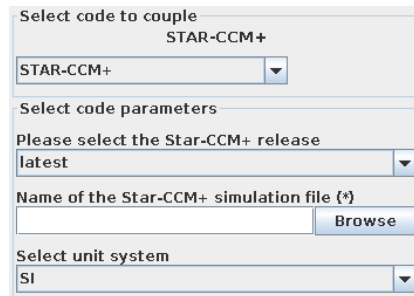 Select code to couple
STAR-CCM+
STAR-CCM+
Select code parameters
Please select the Star-CCM+ release
latest
Name of the Star-CCM+ simulation file (*)
Browse
Select unit system
SI